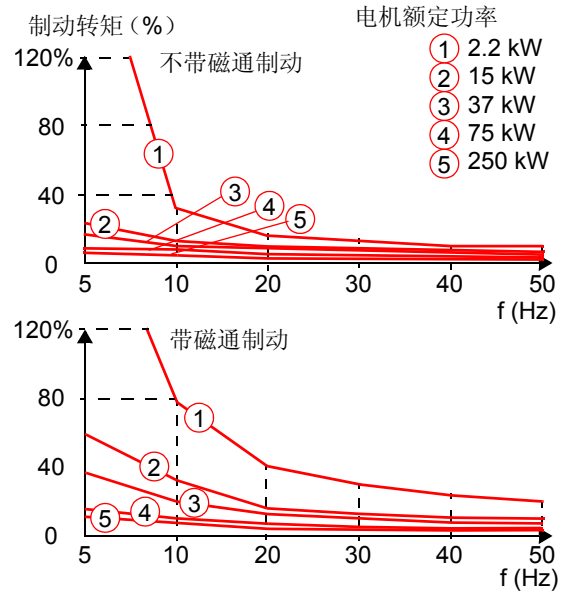 制动转矩（%）
电机额定功率
① 2.2 kW
② 15 kW
③ 37 kW
④ 75 kW
⑤ 250 kW
120%
不带磁通制动
80
①
40
②
③
④
⑤
0
5 10 20 30 40 50
f (Hz)
120%
带磁通制动
80
①
40
②
③
④
⑤
0
5 10 20 30 40 50
f (Hz)